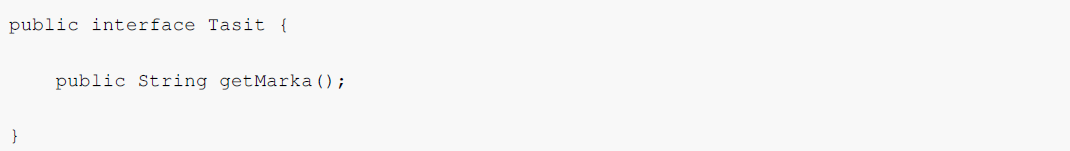 public interface Tasit {
    public String getMarka();
}